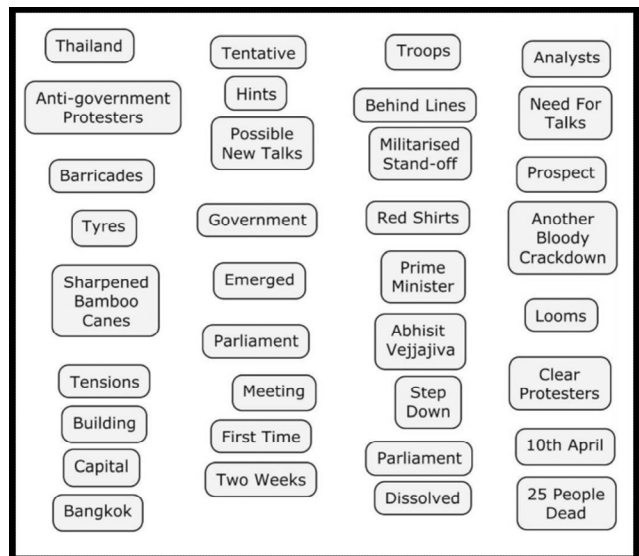 Thailand
Anti-government
Protesters
Barricades
Tyres
Sharpened
Bamboo
Canes
Tensions
Building
Capital
Bangkok
Tentative
Hints
Possible
New Talks
Government
Emerged
Parliament
Meeting
First Time
Two Weeks
Troops
Behind Lines
Militarised
Stand-off
Red Shirts
Prime
Minister
Abhisit
Vejjajiva
Step
Down
Parliament
Dissolved
Analysts
Need For
Talks
Prospect
Another
Bloody
Crackdown
Looms
Clear
Protesters
10th April
25 People
Dead